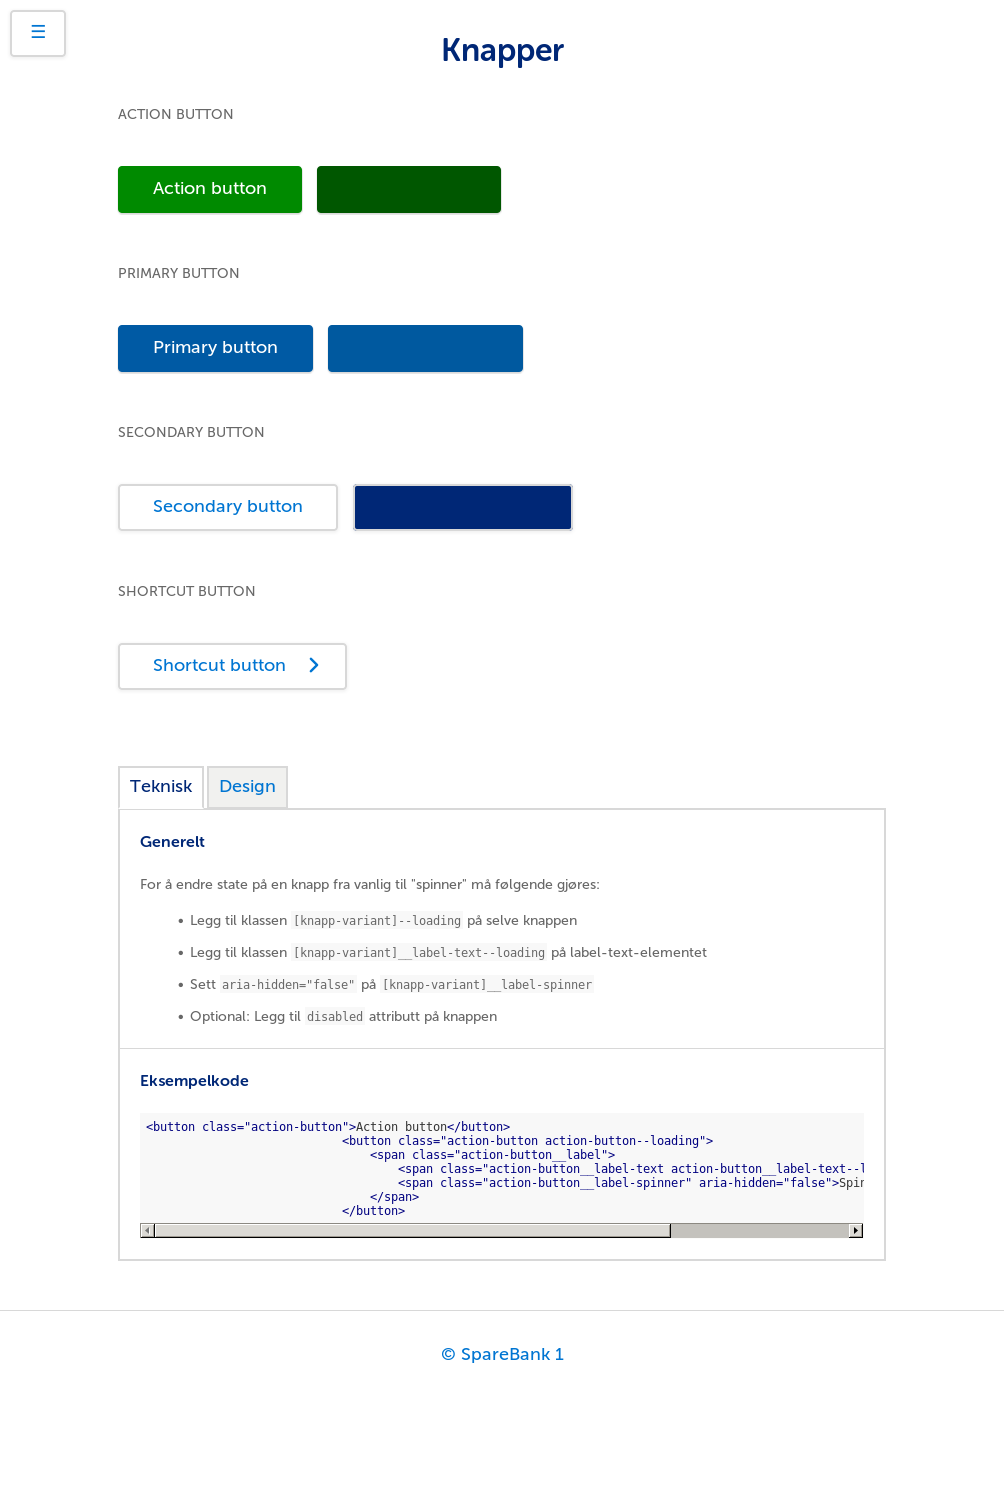 ☰
Knapper
ACTION BUTTON
Action button
PRIMARY BUTTON
Primary button
SECONDARY BUTTON
Secondary button
SHORTCUT BUTTON
Shortcut button
Teknisk Design
Generelt
For å endre state på en knapp fra vanlig til "spinner" må følgende gjøres:
• Legg til klassen [knapp-variant]--loading på selve knappen
• Legg til klassen [knapp-variant]__label-text--loading på label-text-elementet
• Sett aria-hidden="false" på [knapp-variant]__label-spinner
• Optional: Legg til disabled attributt på knappen
Eksempelkode
<button class="action-button">Action button</button>
<button class="action-button action-button--loading">
<span class="action-button__label">
<span class="action-button__label-text action-button__label-text--l
<span class="action-button__label-spinner" aria-hidden="false">Spin
</span>
</button>
© SpareBank 1